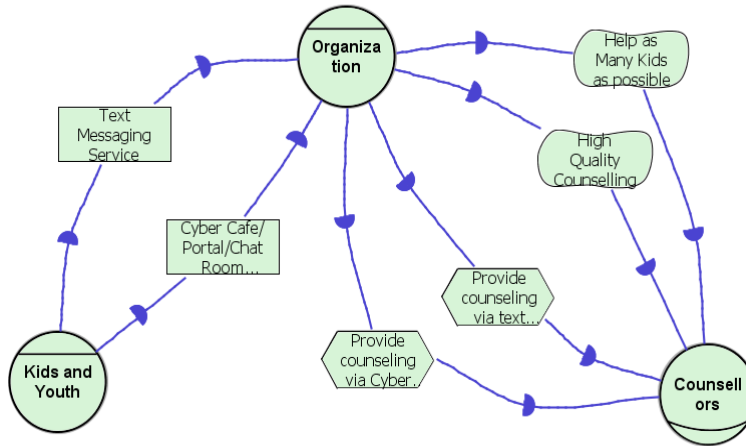 Organiza
tion
Help as
Many Kids
as possible
Text
Messaging
Service
High
Quality
Counselling
Cyber Cafe/
Portal/Chat
Room...
Provide
counseling
via text...
Provide
counseling
via Cyber...
Kids and
Youth
Counsell
ors